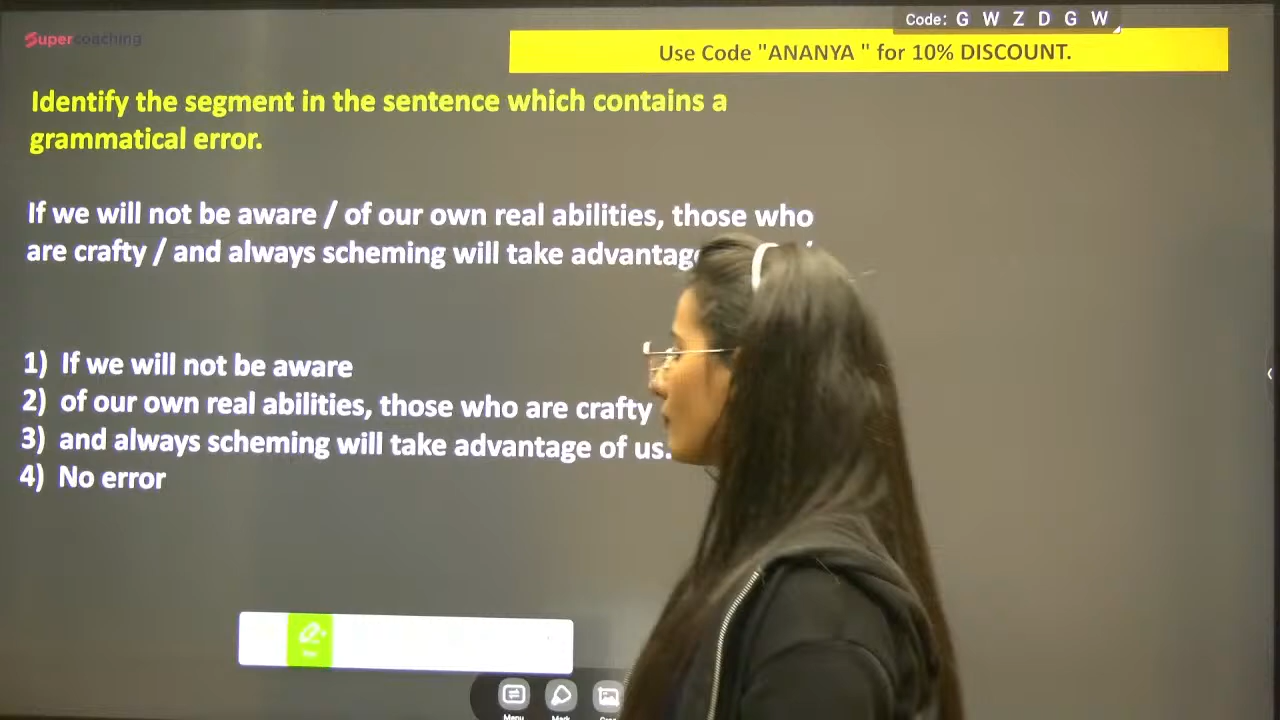 Code: G W Z D G W
Supercoaching
Use Code "ANANYA " for 10% DISCOUNT.
Identify the segment in the sentence which contains a
grammatical error.
If we will not be aware / of our own real abilities, those who
are crafty / and always scheming will take advantage
1) If we will not be aware
2) of our own real abilities, those who are crafty
3) and always scheming will take advantage of us.
4) No error
Menu
Mark